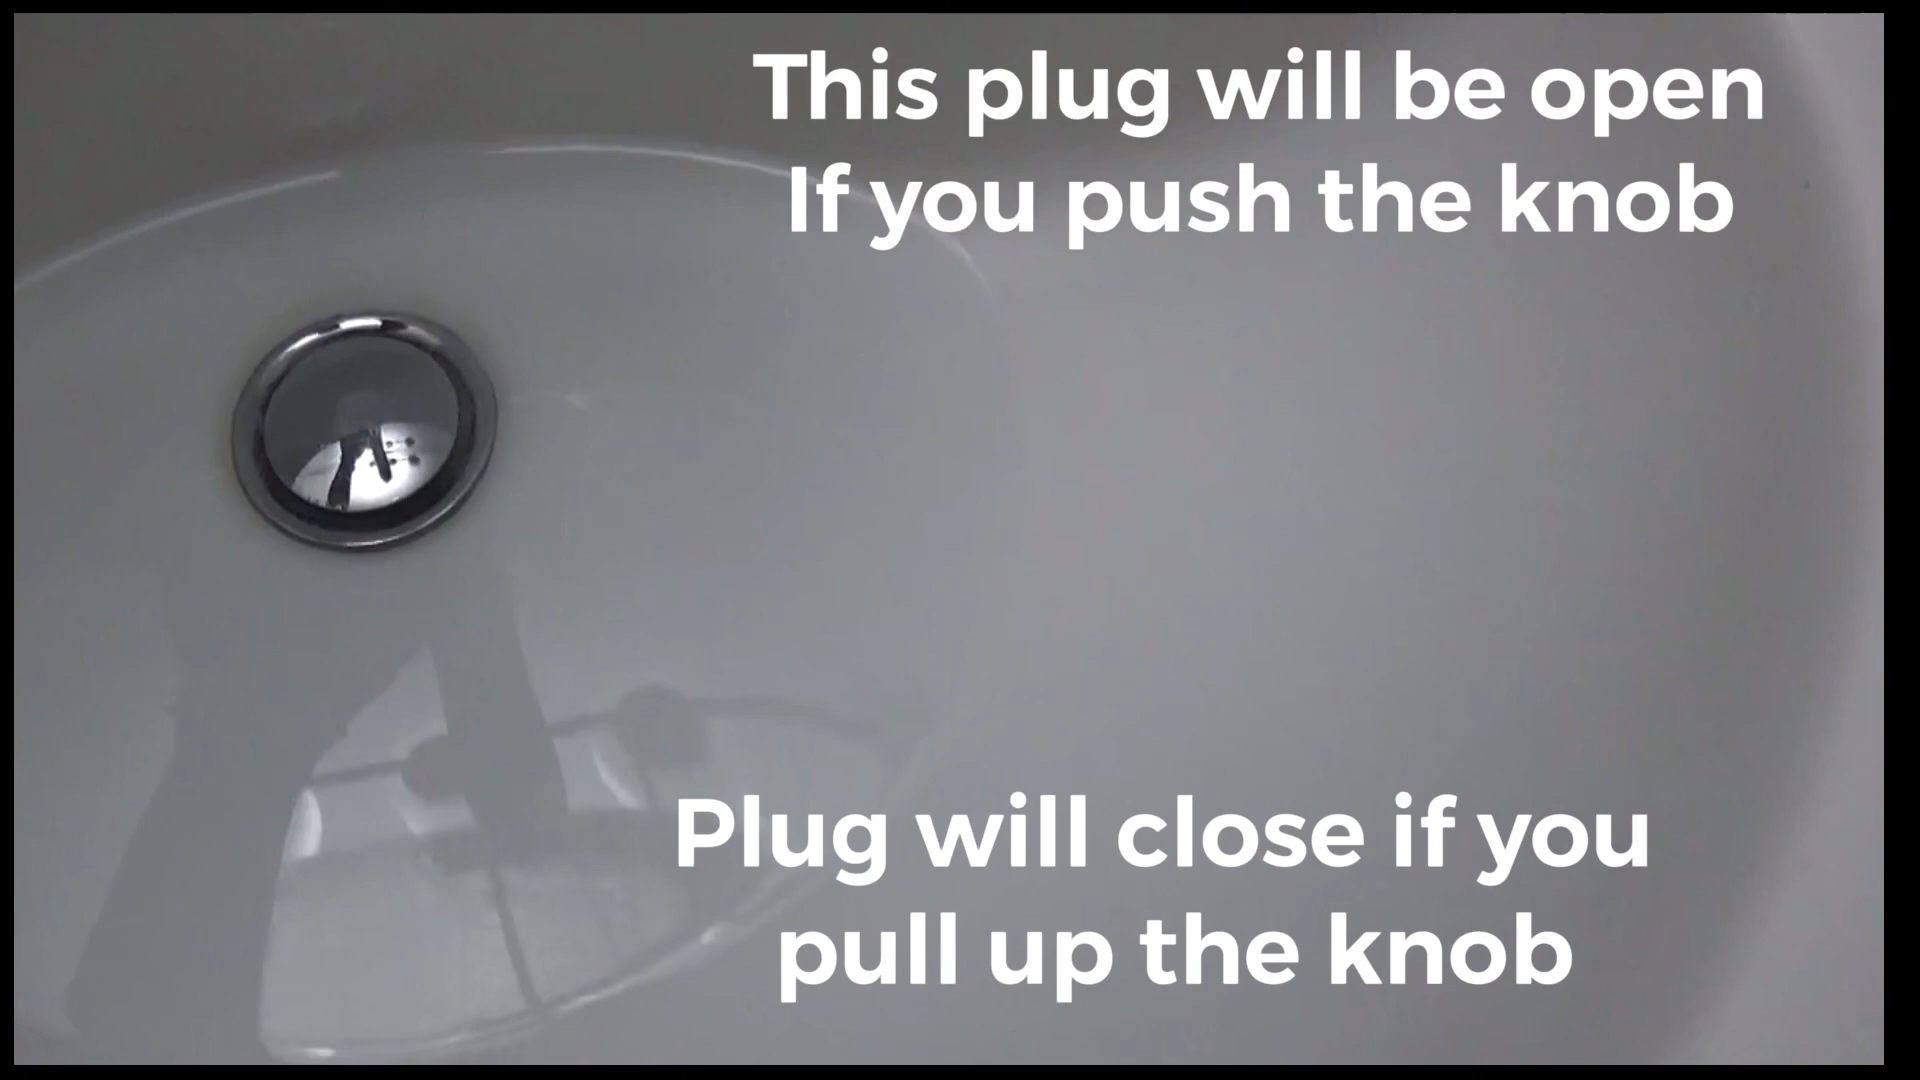 This plug will be open
If you push the knob
Plug will close if you
pull up the knob